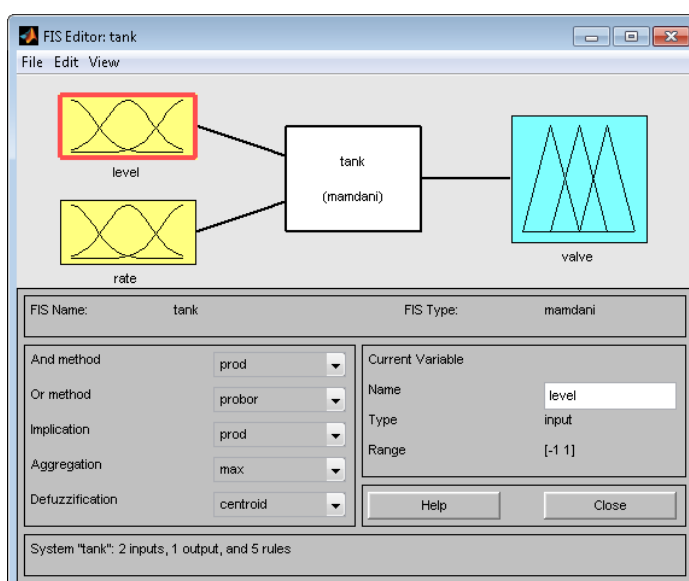 FIS Editor: tank
File Edit View
level
rate
tank
(mamdani)
valve
FIS Name: tank FIS Type: mamdani
And method prod
Or method probor
Implication prod
Aggregation max
Defuzzification centroid
Current Variable
Name level
Type input
Range [-1 1]
Help Close
System "tank": 2 inputs, 1 output, and 5 rules